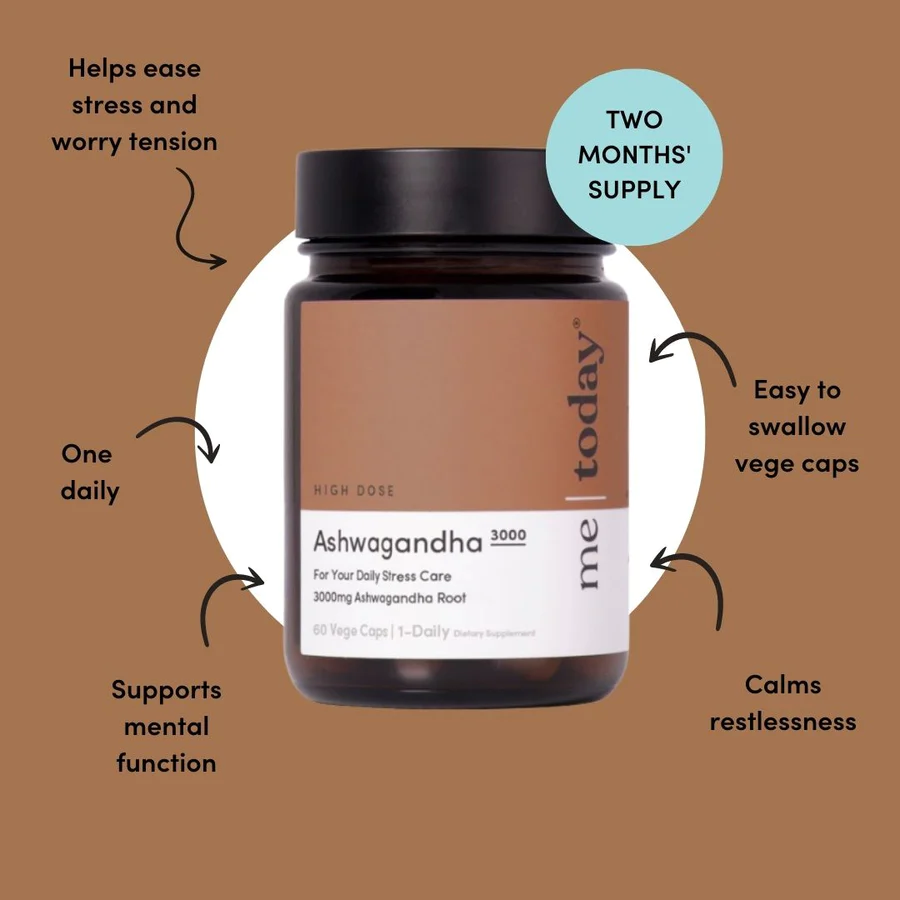 Helps ease
stress and
worry tension
TWO
MONTHS'
SUPPLY
One
daily
Easy to
swallow
vege caps
HIGH DOSE
Ashwagandha 3000
For Your Daily Stress Care
3000mg Ashwagandha Root
60 Vege Caps | 1-Daily Dietary Supplement
me | today®
Supports
mental
function
Calms
restlessness